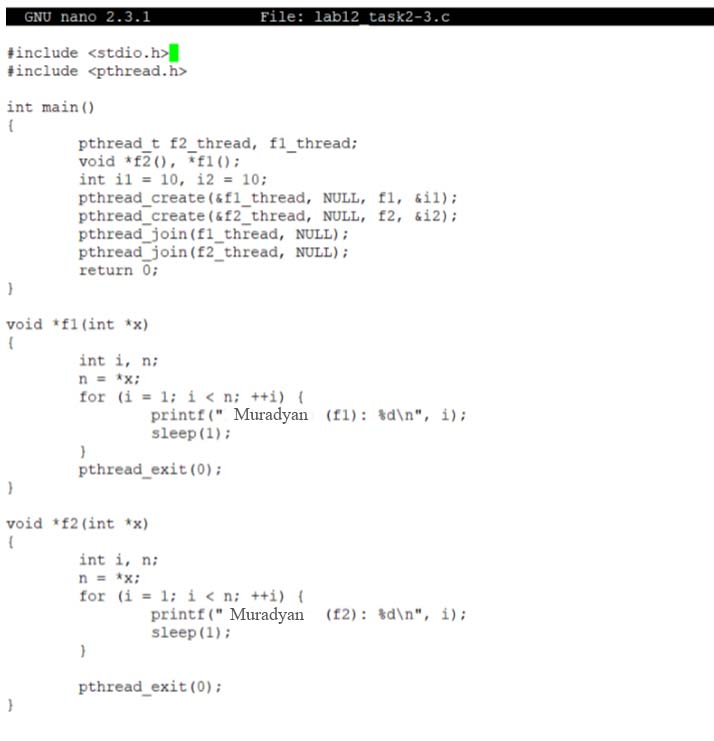 GNU nano 2.3.1 File: lab12_task2-3.c
#include <stdio.h>
#include <pthread.h>
int main()
{
pthread_t f2_thread, f1_thread;
void *f2(), *f1();
int i1 = 10, i2 = 10;
pthread_create(&f1_thread, NULL, f1, &i1);
pthread_create(&f2_thread, NULL, f2, &i2);
pthread_join(f1_thread, NULL);
pthread_join(f2_thread, NULL);
return 0;
}
void *f1(int *x)
{
int i, n;
n = *x;
for (i = 1; i < n; ++i) {
printf(" Muradyan (f1): %d\n", i);
sleep(1);
}
pthread_exit(0);
}
void *f2(int *x)
{
int i, n;
n = *x;
for (i = 1; i < n; ++i) {
printf(" Muradyan (f2): %d\n", i);
sleep(1);
}
pthread_exit(0);
}